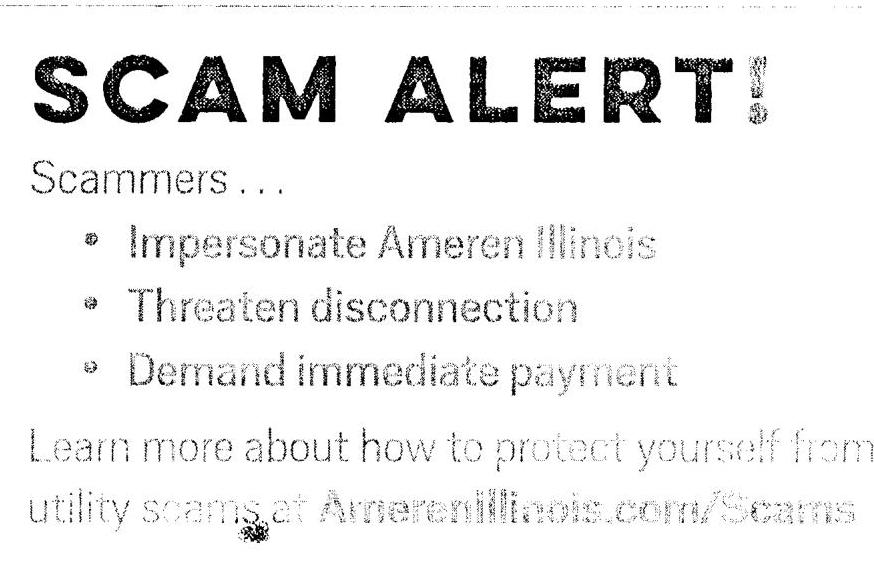 SCAM ALERT!
Scammers . . .
• Impersonate Ameren Illinois
• Threaten disconnection
• Demand immediate payment
Learn more about how to protect yourself from
utility scams at AmerenIllinois.com/Scams